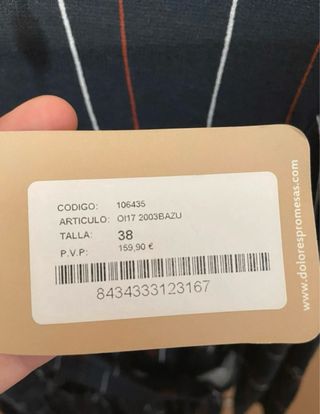 CODIGO: 106435
ARTICULO: OI17 2003BAZU
TALLA: 38
P.V.P: 159,90 €
8434333123167
www.dolorespromesas.com